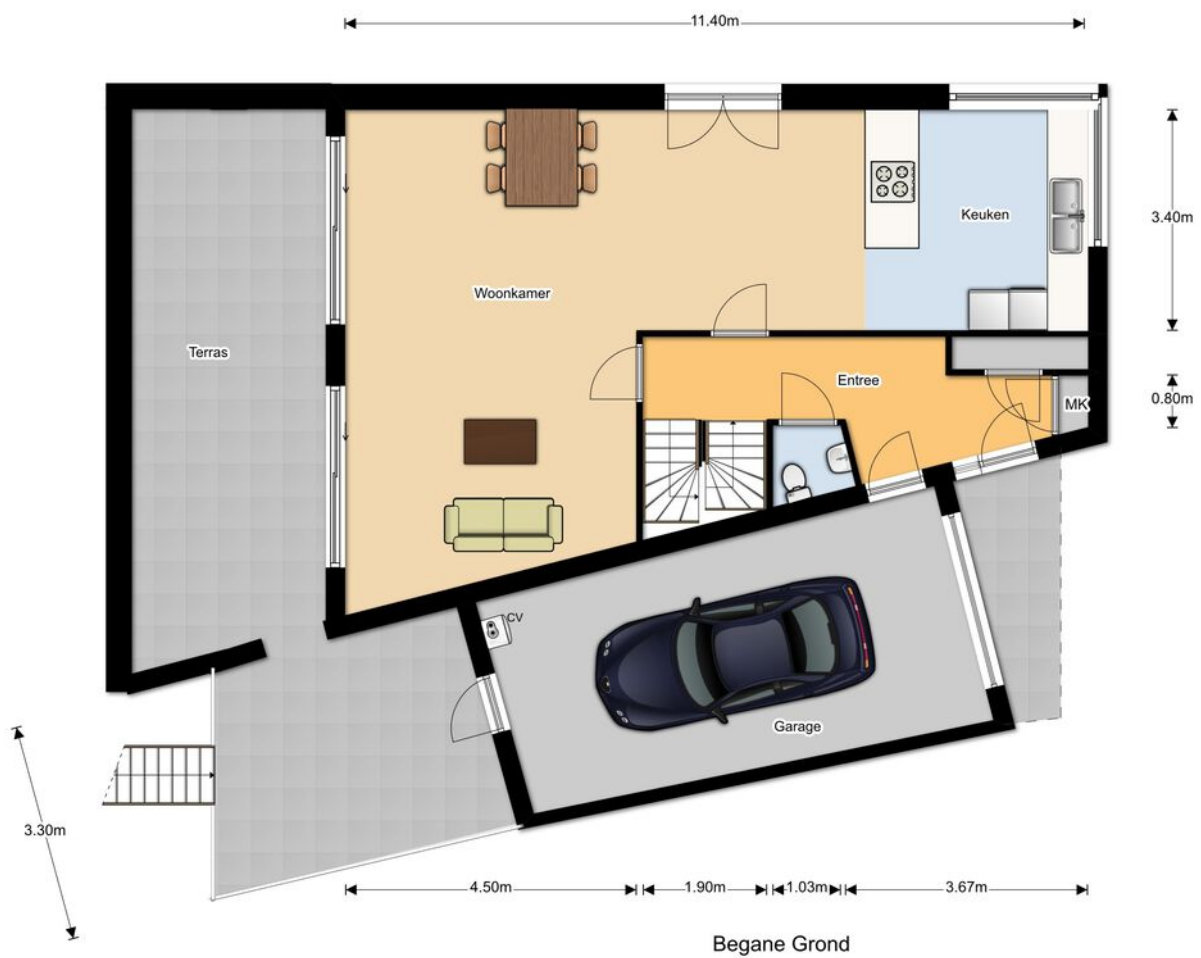 11.40m
Keuken
3.40m
Woonkamer
Terras
Entree
0.80m
MK
CV
Garage
3.30m
4.50m
1.90m
1.03m
3.67m
Begane Grond